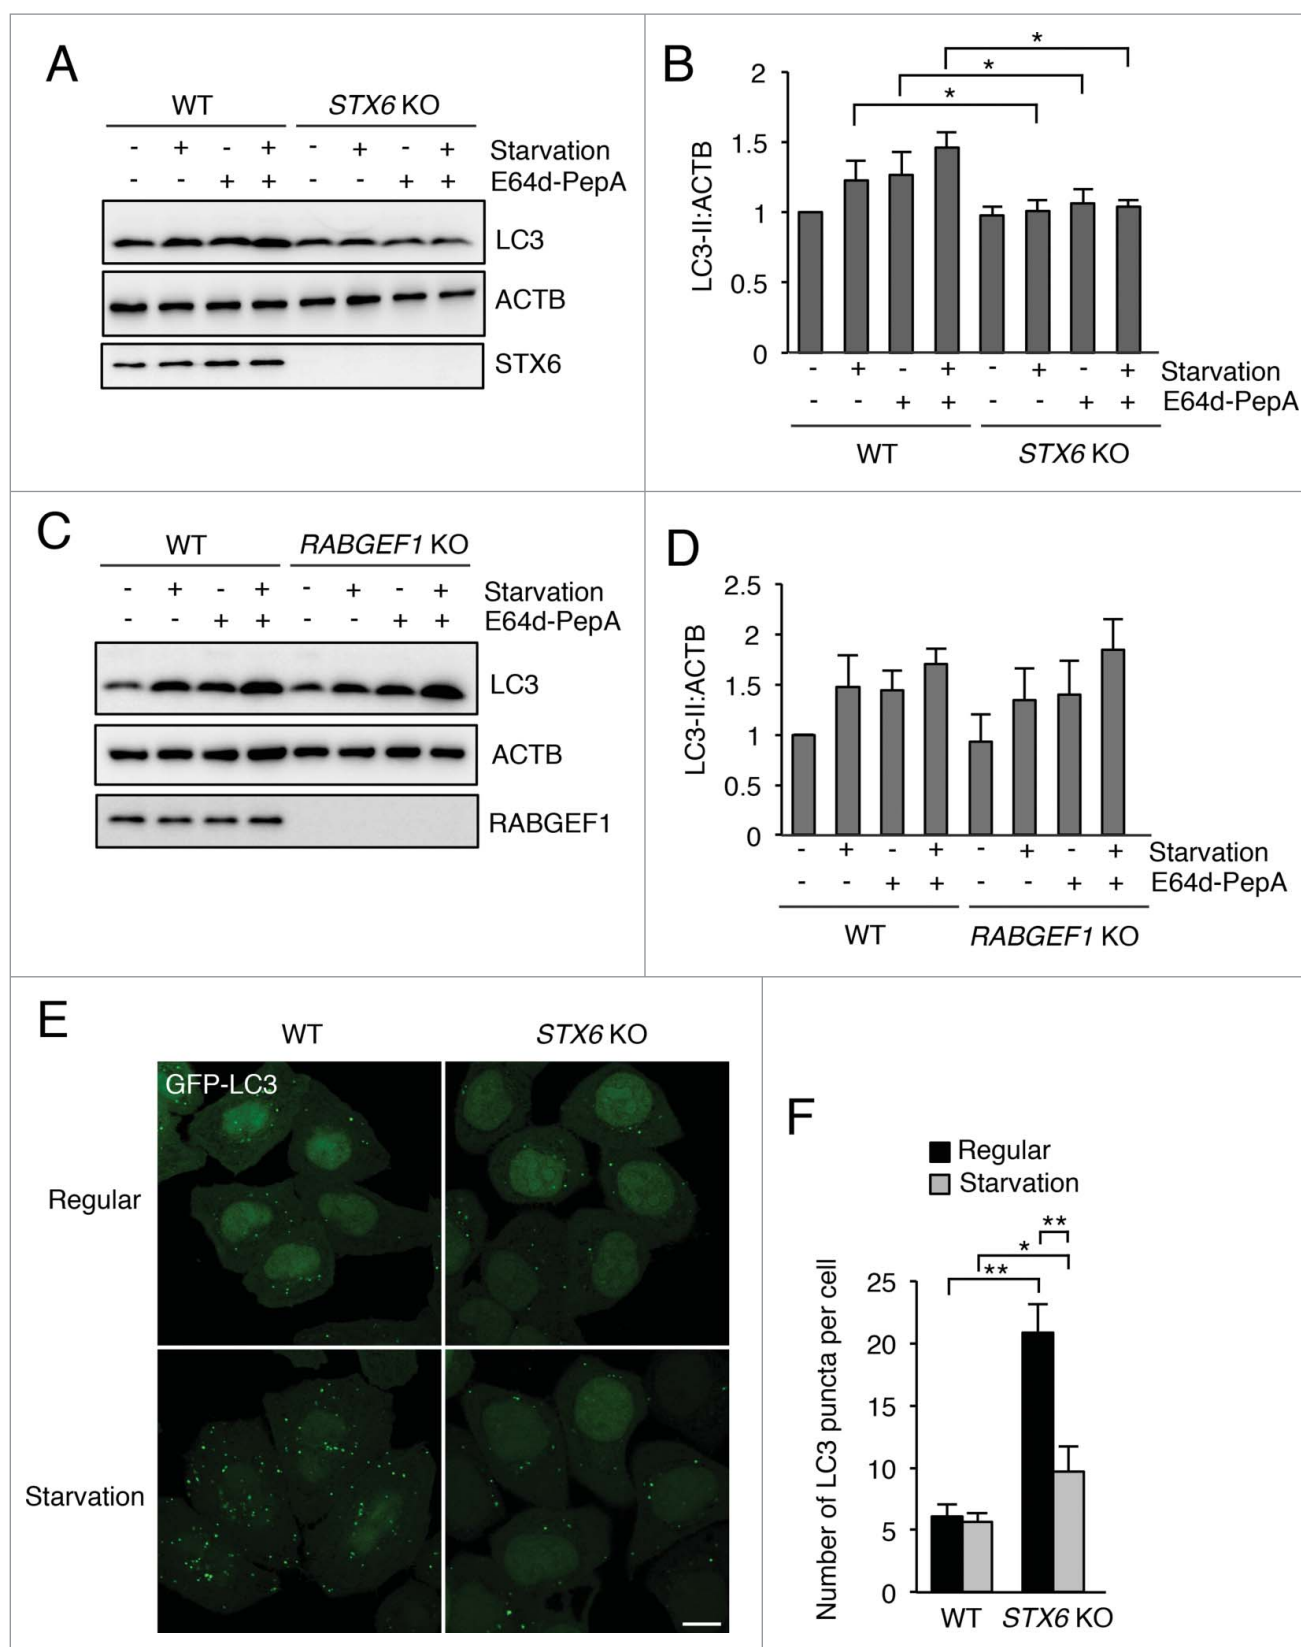 A
WT STX6 KO
- + - + - + - + Starvation
- - + + - - + + E64d-PepA
LC3
ACTB
STX6
B
* * *
LC3-II:ACTB
2
1.5
1
0.5
0
- + - + - + - + Starvation
- - + + - - + + E64d-PepA
WT STX6 KO
C
WT RABGEF1 KO
- + - + - + - + Starvation
- - + + - - + + E64d-PepA
LC3
ACTB
RABGEF1
D
LC3-II:ACTB
2.5
2
1.5
1
0.5
0
- + - + - + - + Starvation
- - + + - - + + E64d-PepA
WT RABGEF1 KO
E
WT STX6 KO
GFP-LC3
Regular
Starvation
F
Regular
Starvation
**
*
**
Number of LC3 puncta per cell
25
20
15
10
5
0
WT STX6 KO